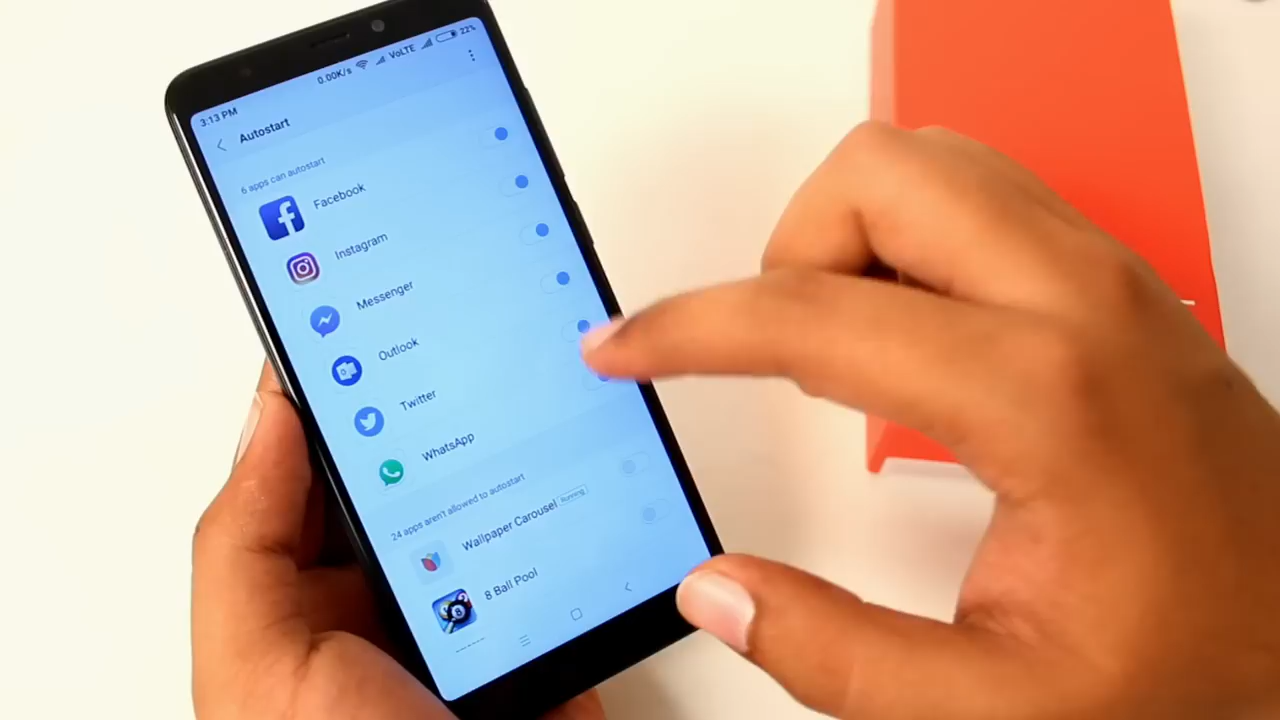 3:13 PM
0.00K/s VoLTE 22%
Autostart
6 apps can autostart
Facebook
Instagram
Messenger
Outlook
Twitter
WhatsApp
24 apps aren't allowed to autostart
Wallpaper Carousel Running
8 Ball Pool